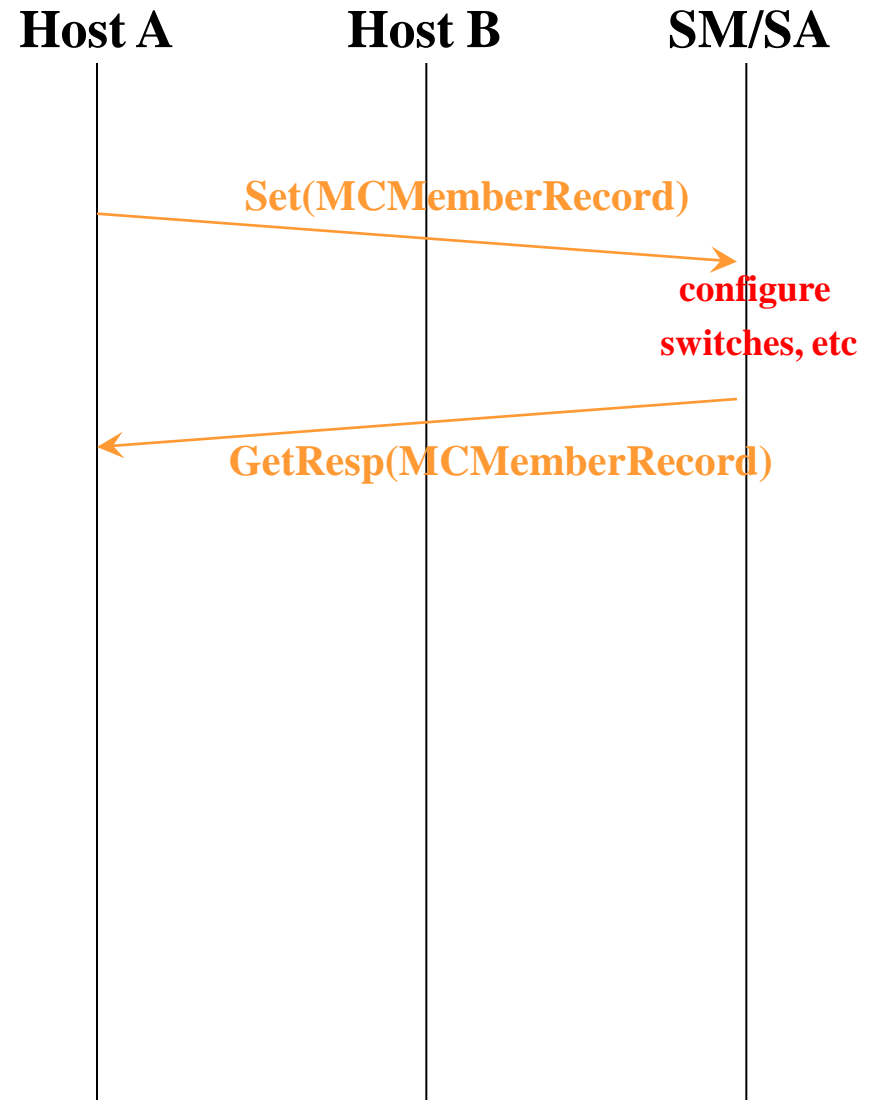 Host A Host B SM/SA
Set(MCMemberRecord)
configure
switches, etc
GetResp(MCMemberRecord)